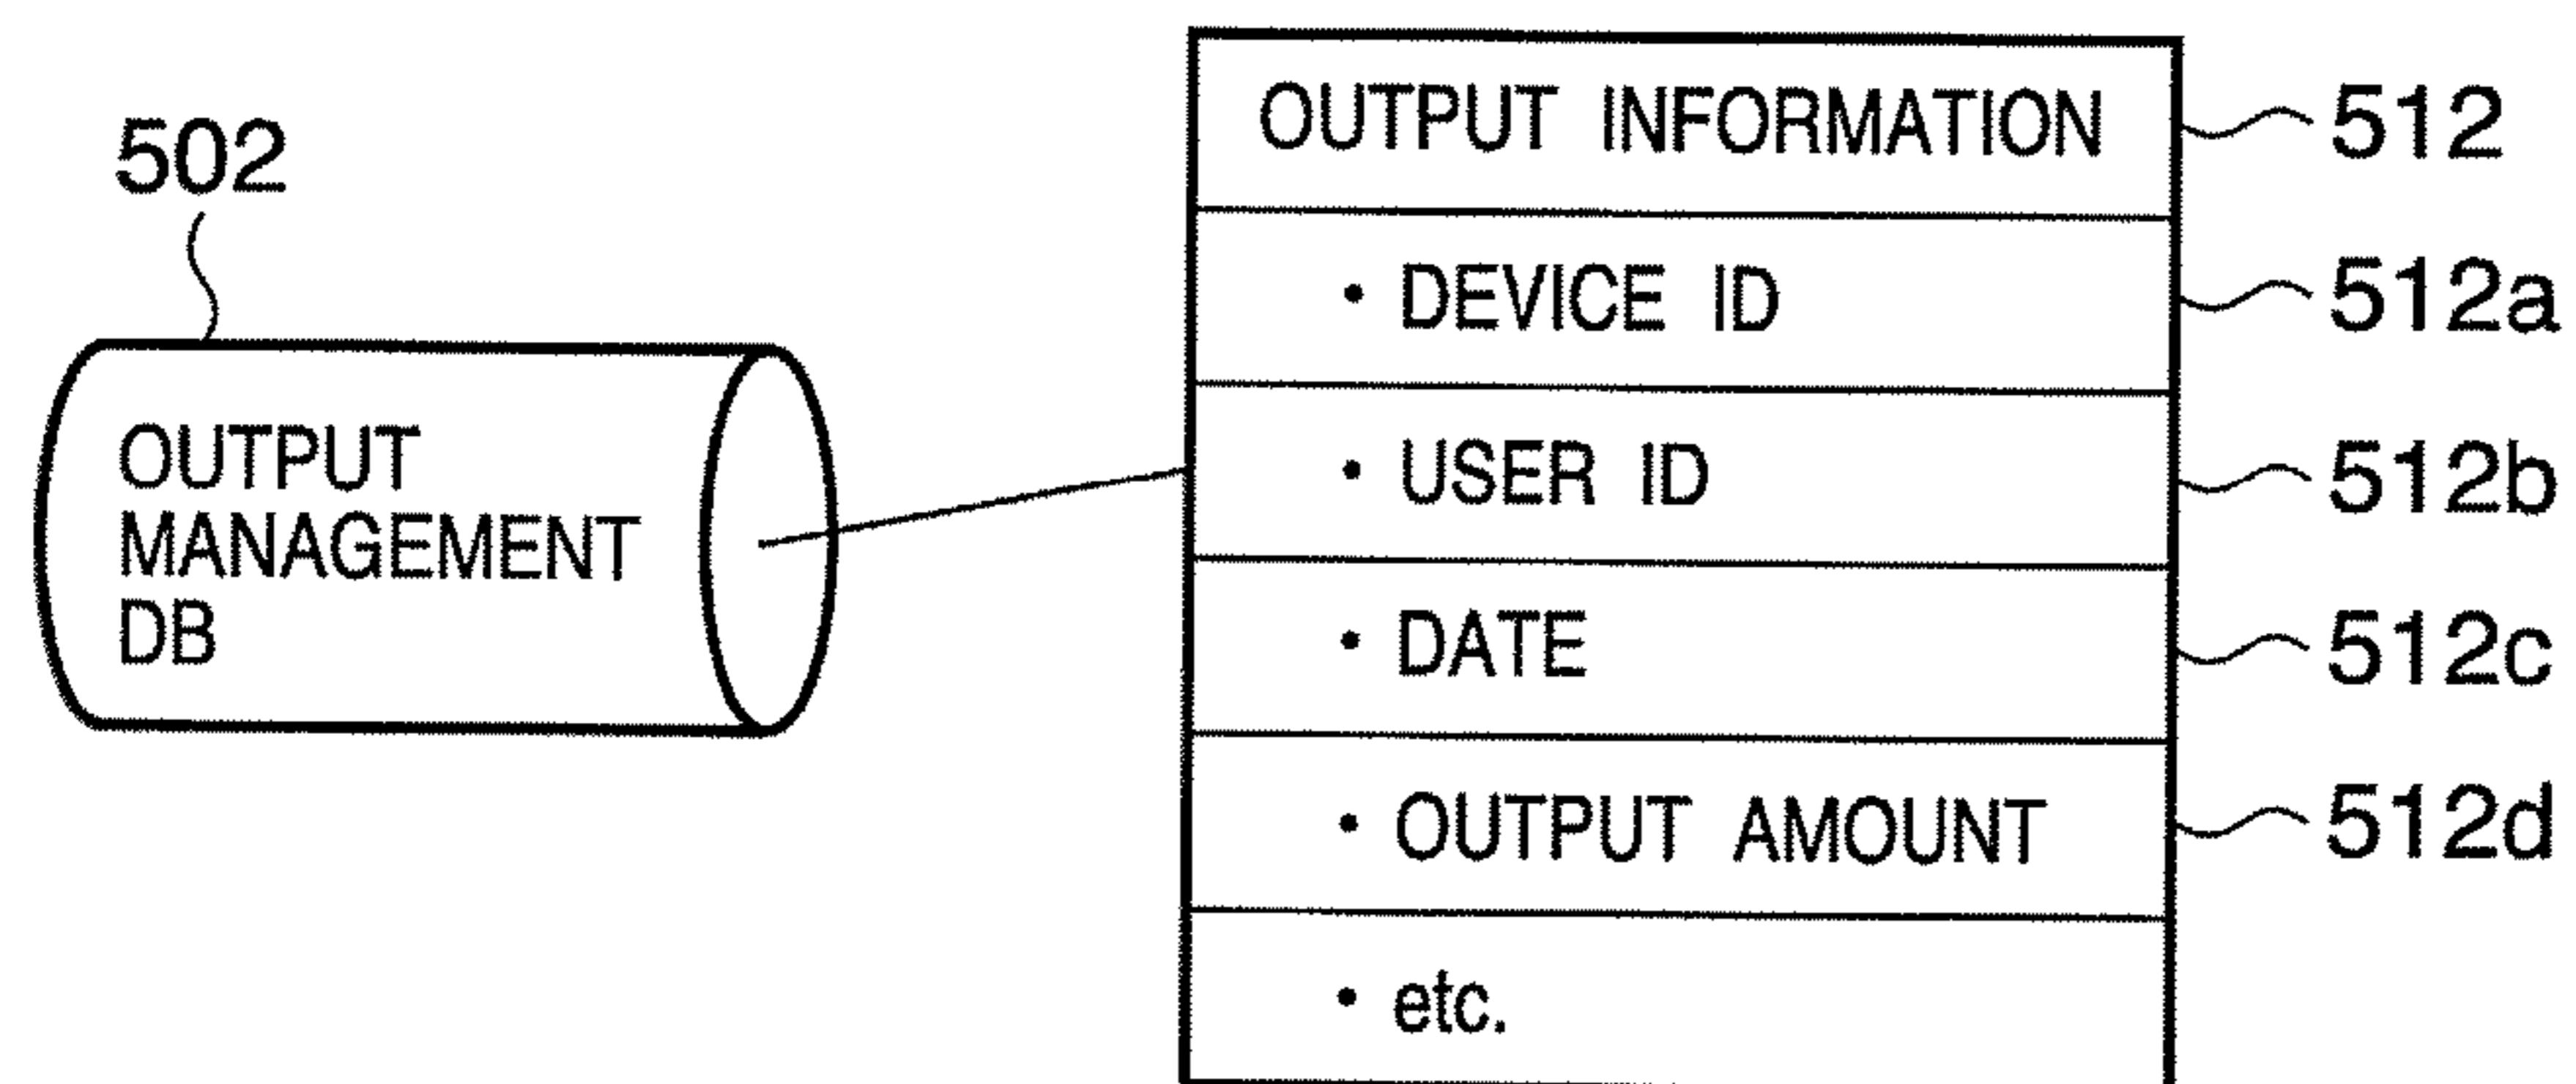 502
OUTPUT
MANAGEMENT
DB
OUTPUT INFORMATION 512
• DEVICE ID 512a
• USER ID 512b
• DATE 512c
• OUTPUT AMOUNT 512d
• etc.